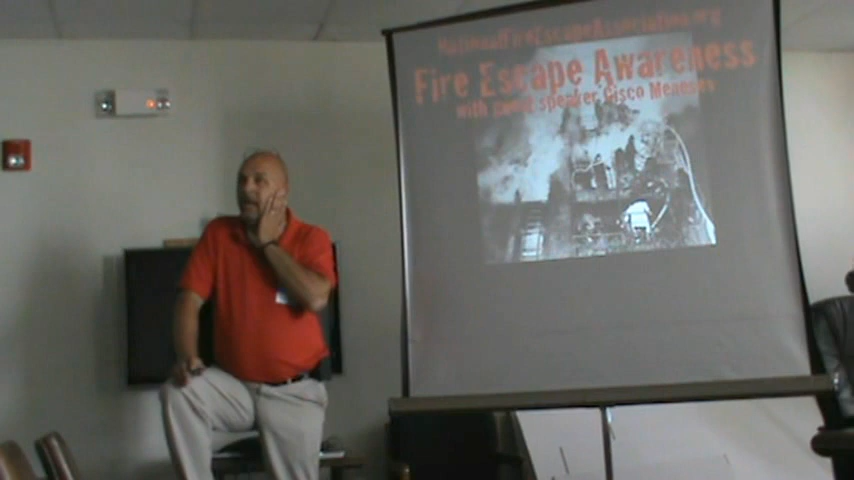 NationalFireEscapeAssociation.org
Fire Escape Awareness
with guest speaker Cisco Meneses